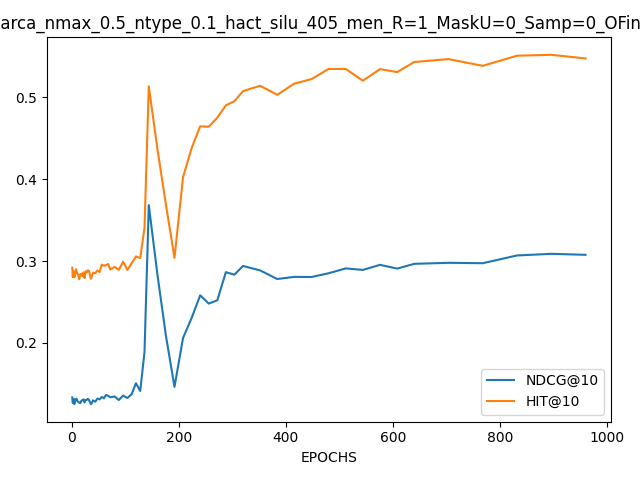 arca_nmax_0.5_ntype_0.1_hact_silu_405_men_R=1_MaskU=0_Samp=0_OFin
0.5
0.4
0.3
0.2
NDCG@10
HIT@10
0 200 400 600 800 1000
EPOCHS